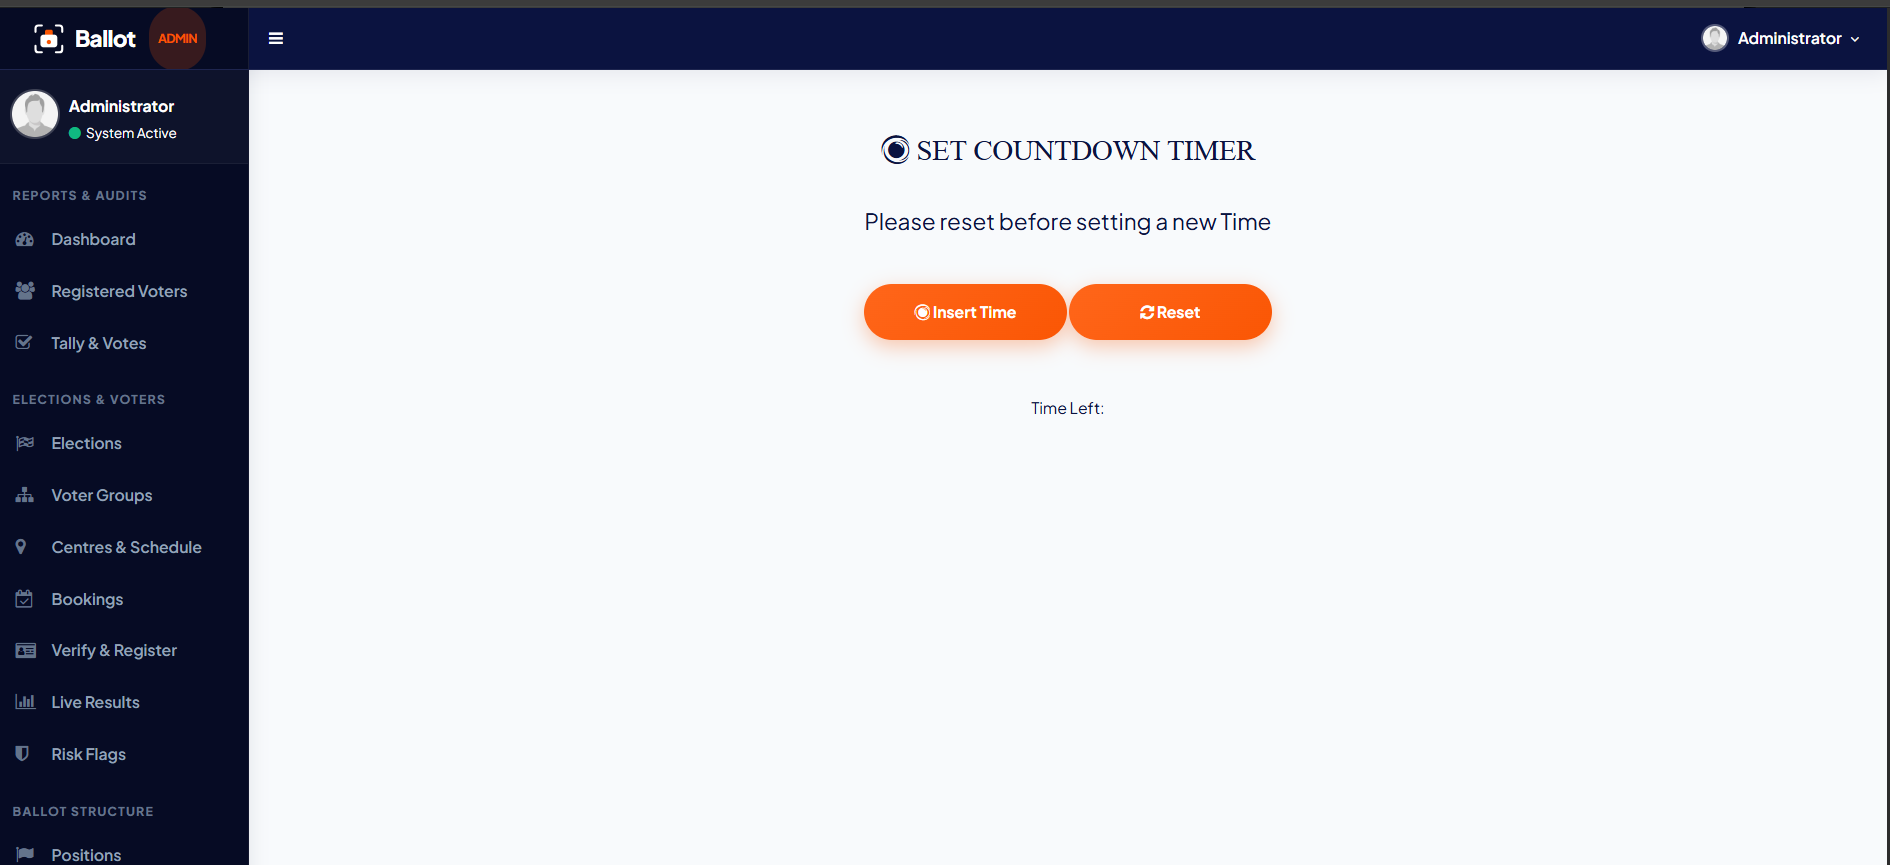 Ballot ADMIN
Administrator
Administrator
System Active
REPORTS & AUDITS
Dashboard
Registered Voters
Tally & Votes
ELECTIONS & VOTERS
Elections
Voter Groups
Centres & Schedule
Bookings
Verify & Register
Live Results
Risk Flags
BALLOT STRUCTURE
Positions
SET COUNTDOWN TIMER
Please reset before setting a new Time
Insert Time
Reset
Time Left: